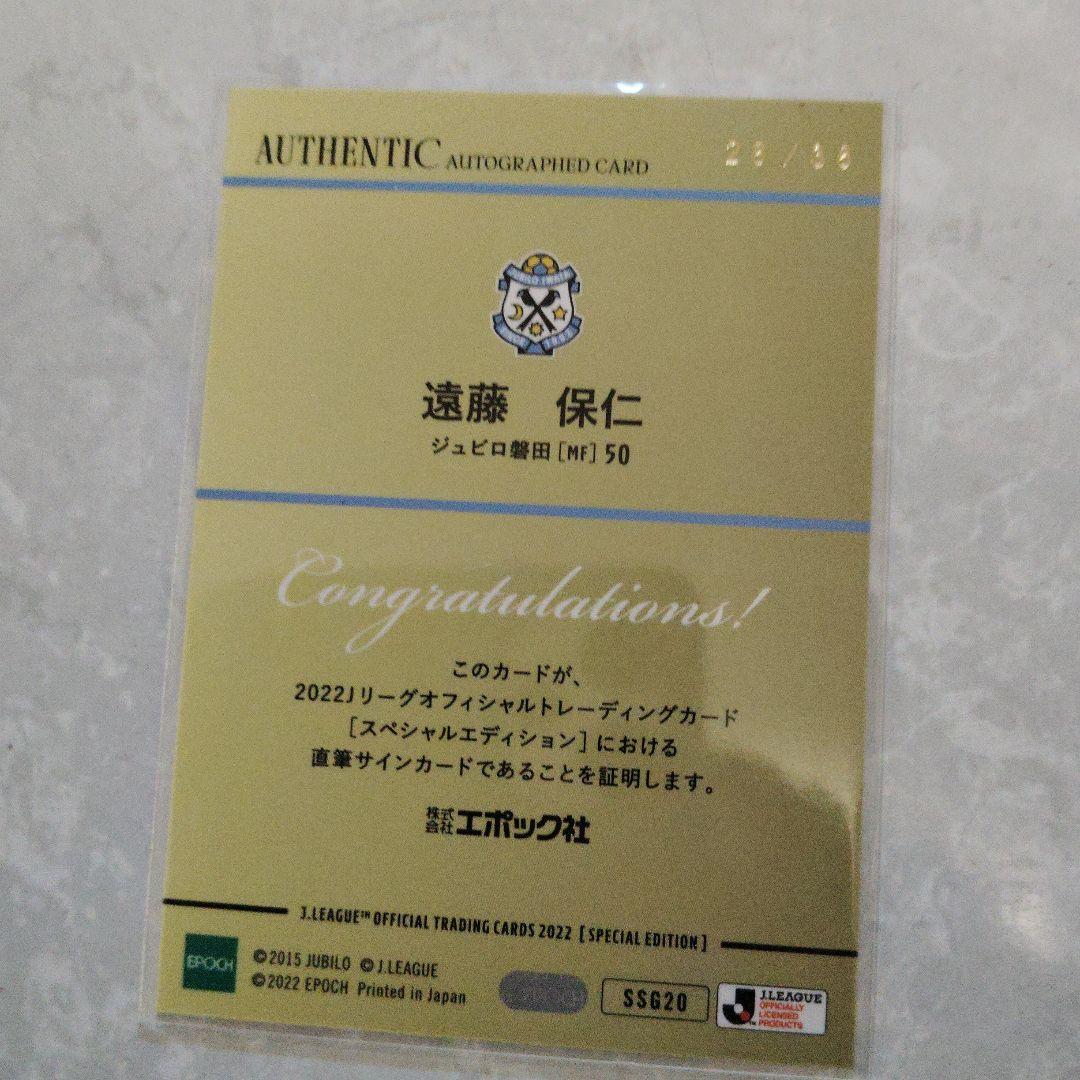 AUTHENTIC AUTOGRAPHED CARD
遠藤 保仁
ジュビロ磐田[MF]50
Congratulations!
このカードが、
2022Jリーグオフィシャルトレーディングカード
[スペシャルエディション]における
直筆サインカードであることを証明します。
株式会社エポック社
J.LEAGUE™ OFFICIAL TRADING CARDS 2022 [SPECIAL EDITION]
EPOCH
©2015 JUBILO ©J.LEAGUE
©2022 EPOCH Printed in Japan
SSG20
J.LEAGUE
OFFICIALLY
LICENSED
PRODUCTS